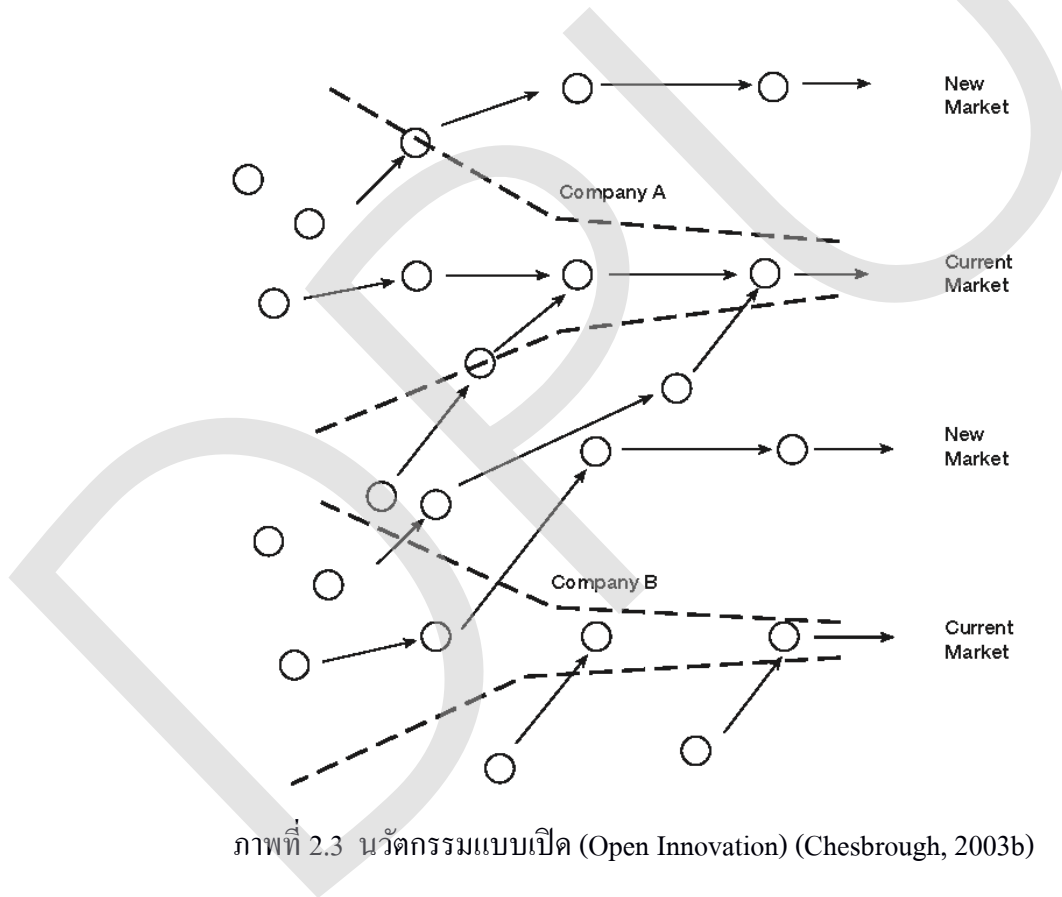 New
Market
Company A
Current
Market
New
Market
Company B
Current
Market
ภาพที่ 2.3 นวัตกรรมแบบเปิด (Open Innovation) (Chesbrough, 2003b)
DPU